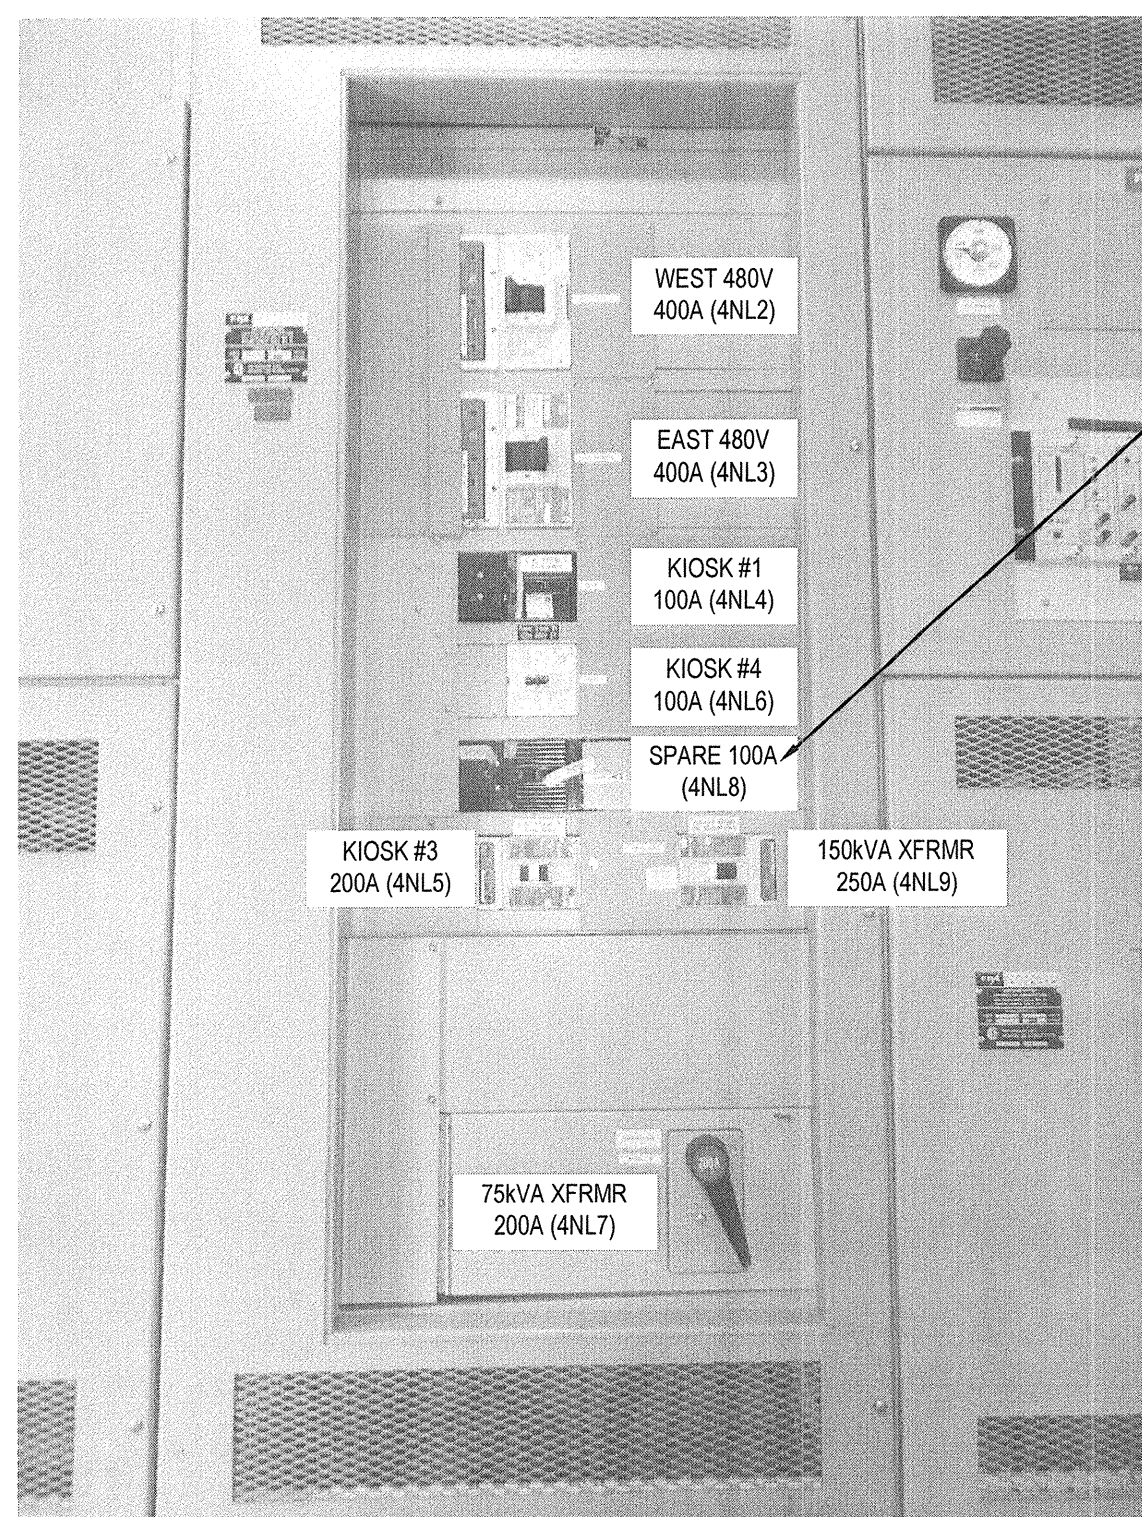 WEST 480V
400A (4NL2)
EAST 480V
400A (4NL3)
KIOSK #1
100A (4NL4)
KIOSK #4
100A (4NL6)
SPARE 100A
(4NL8)
KIOSK #3
200A (4NL5)
150kVA XFRMR
250A (4NL9)
75kVA XFRMR
200A (4NL7)